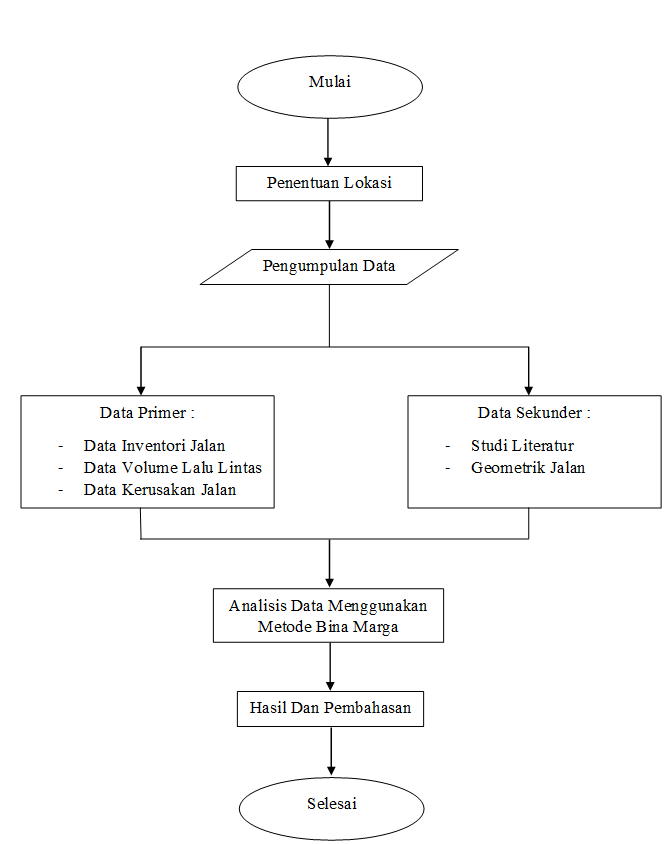 Mulai
Penentuan Lokasi
Pengumpulan Data
Data Primer :
- Data Inventori Jalan
- Data Volume Lalu Lintas
- Data Kerusakan Jalan
Data Sekunder :
- Studi Literatur
- Geometrik Jalan
Analisis Data Menggunakan
Metode Bina Marga
Hasil Dan Pembahasan
Selesai